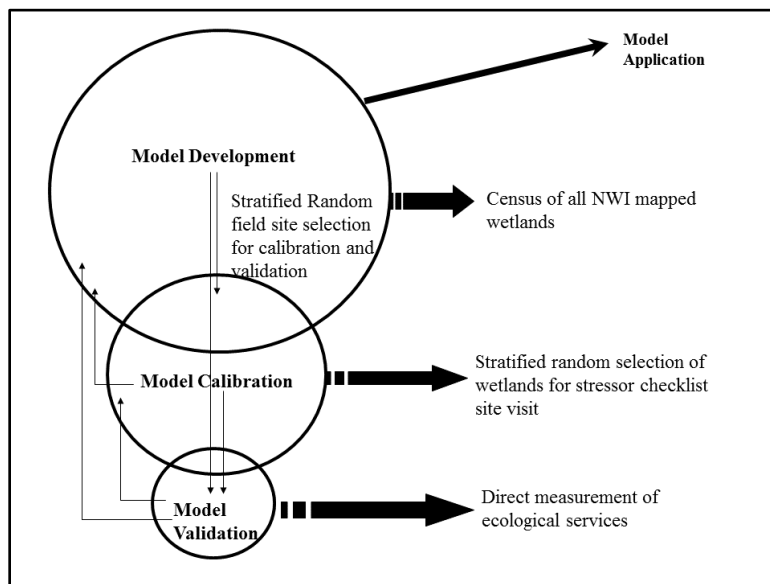 Model
Application
Model Development
Stratified Random
field site selection
for calibration and
validation
Census of all NWI mapped
wetlands
Model Calibration
Stratified random selection of
wetlands for stressor checklist
site visit
Model
Validation
Direct measurement of
ecological services